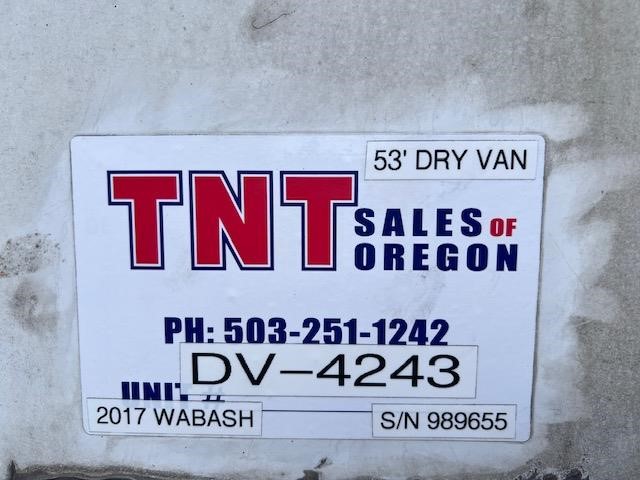 53' DRY VAN
TNT SALES OF
OREGON
PH: 503-251-1242
UNIT # DV-4243
2017 WABASH
S/N 989655